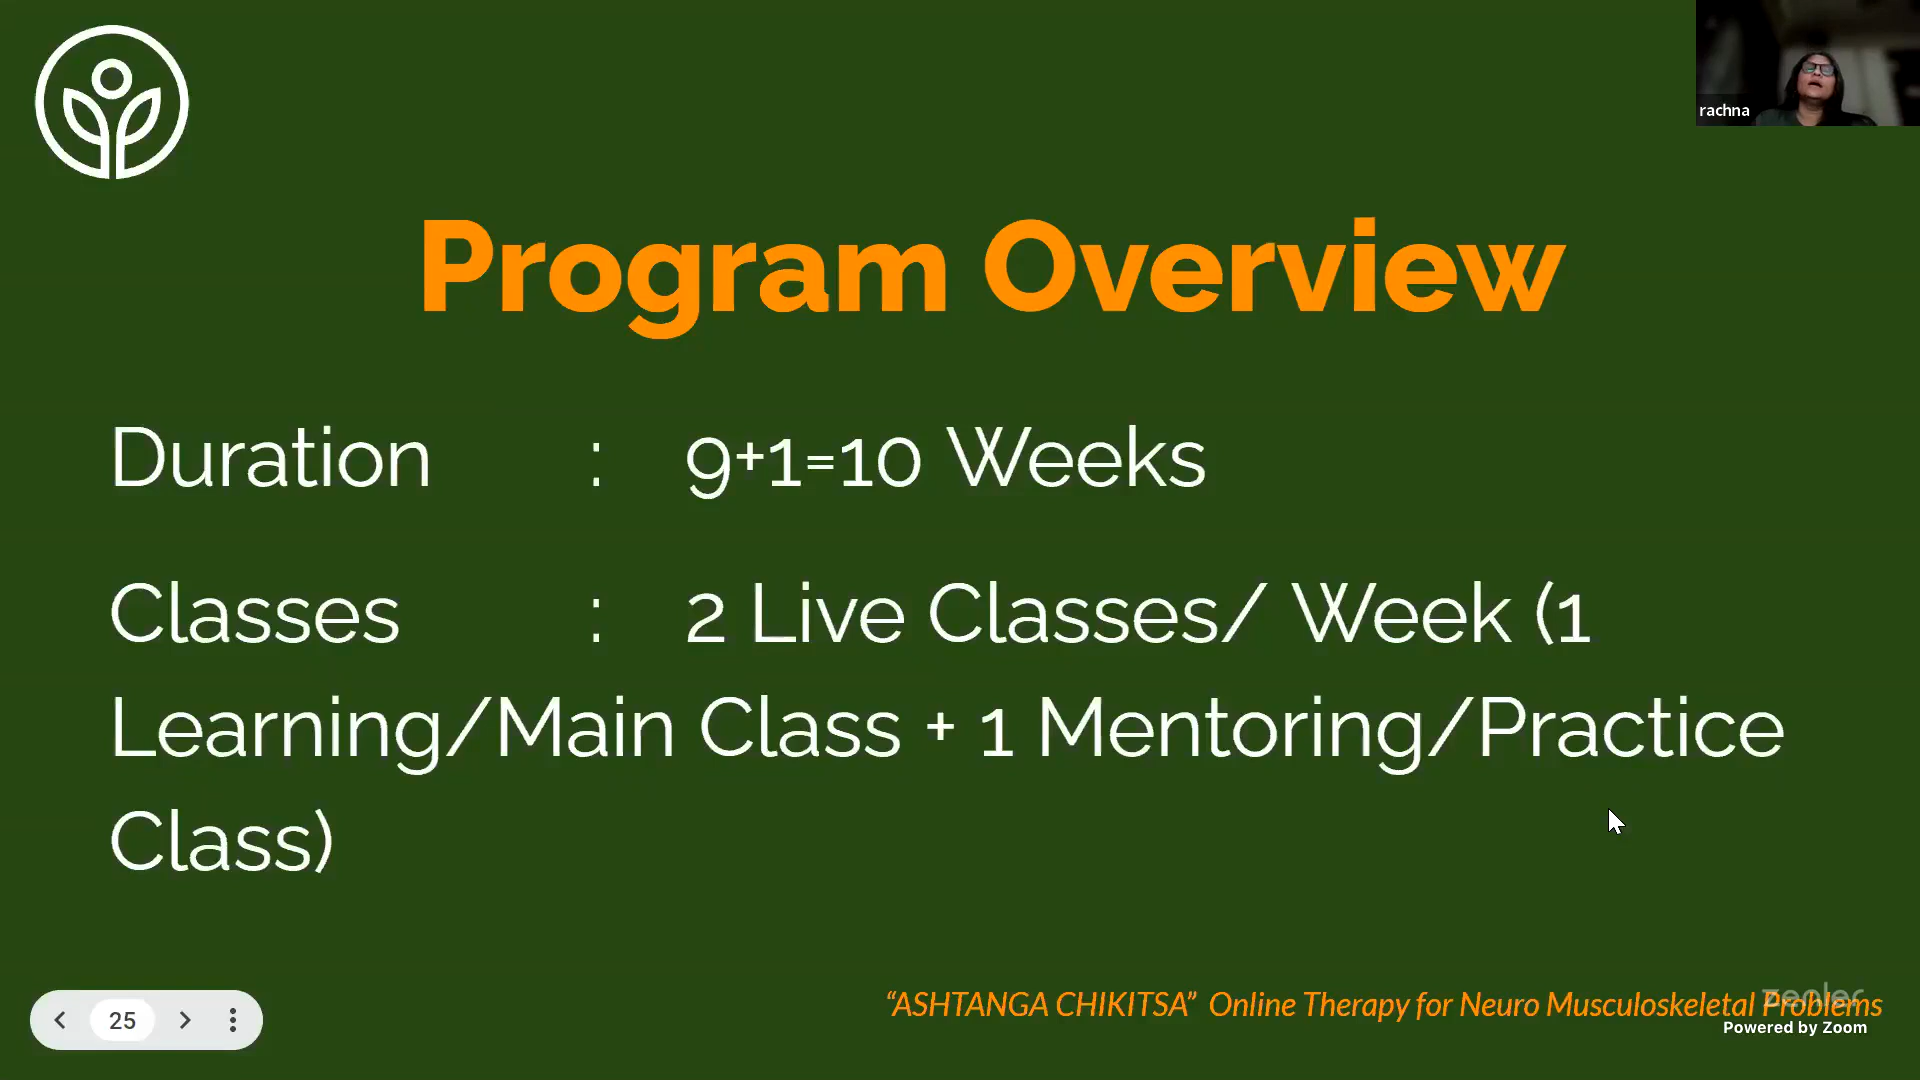 rachna
Program Overview
Duration : 9+1=10 Weeks
Classes : 2 Live Classes/ Week (1
Learning/Main Class + 1 Mentoring/Practice
Class)
25
“ASHTANGA CHIKITSA” Online Therapy for Neuro Musculoskeletal Problems
Powered by Zoom